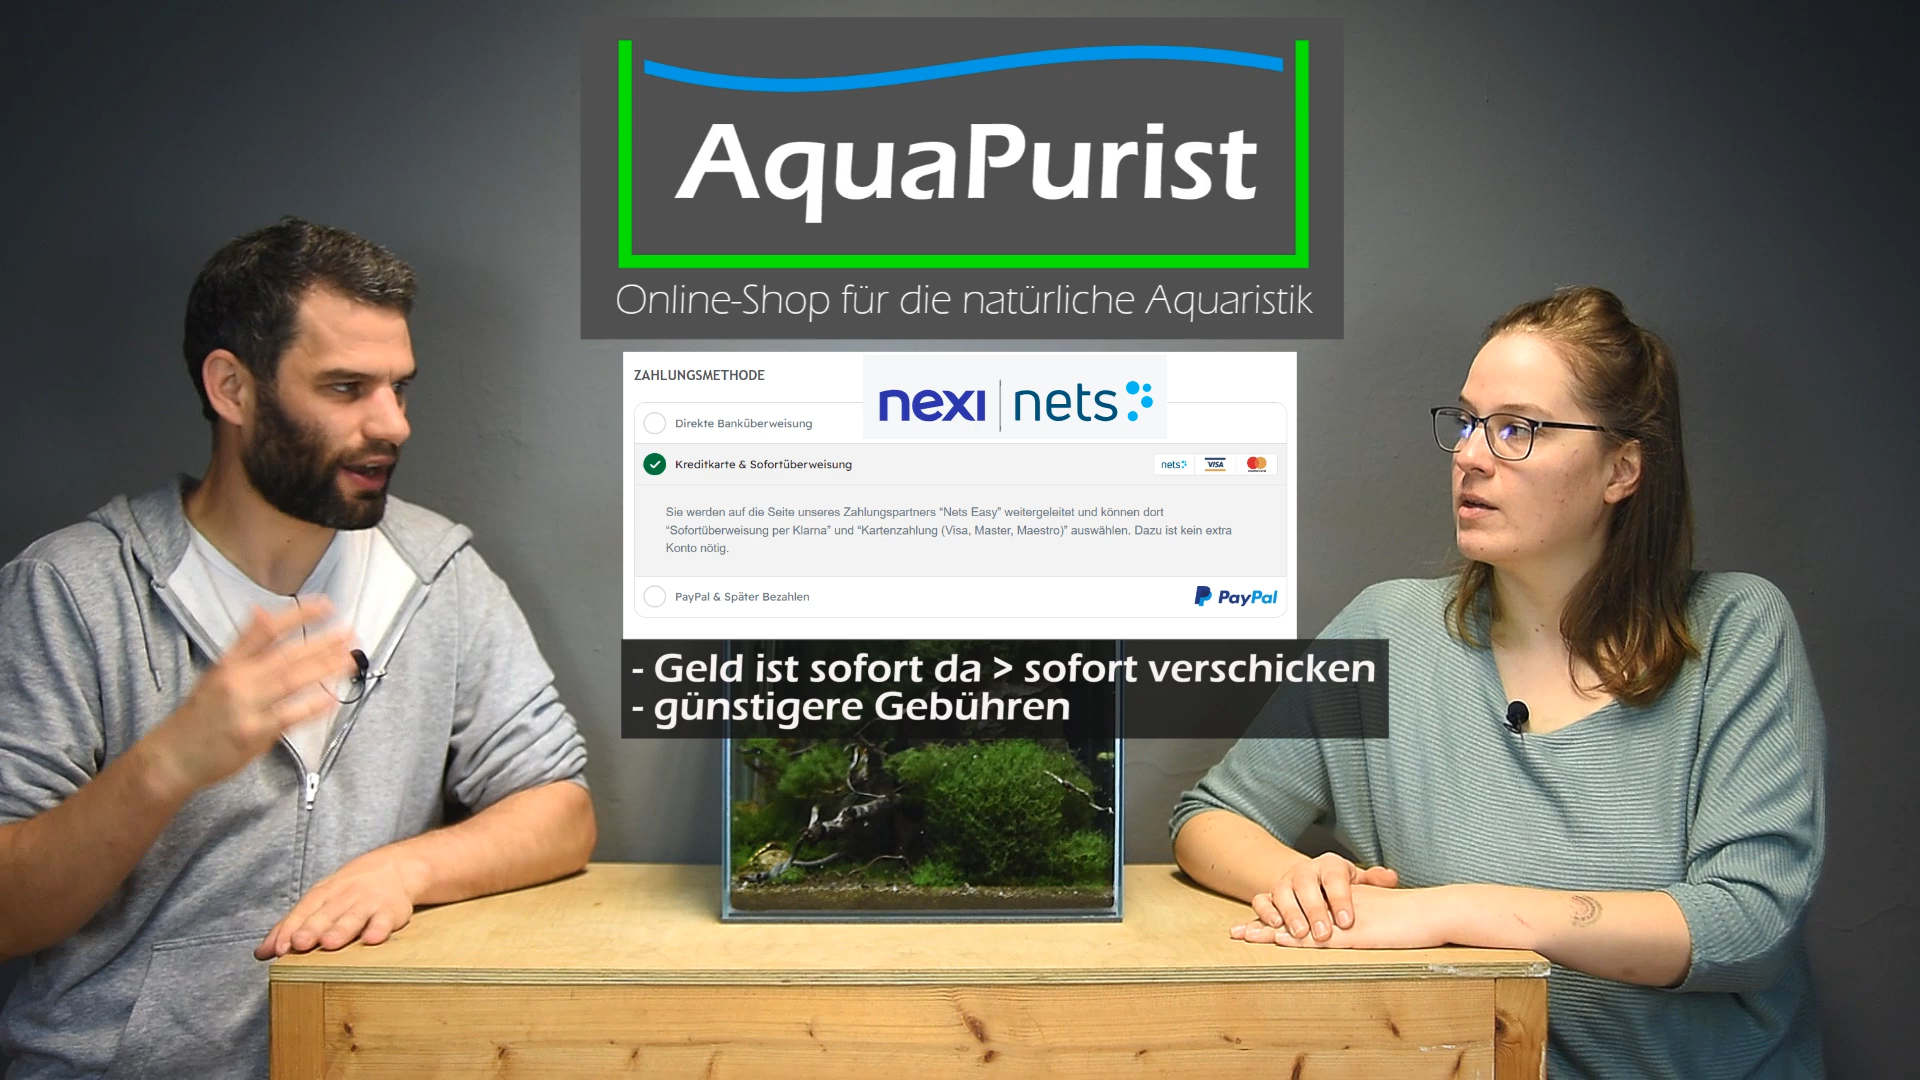 AquaPurist
Online-Shop für die natürliche Aquaristik
ZAHLUNGSMETHODE
nexi | nets
Direkte Banküberweisung
Kreditkarte & Sofortüberweisung
nets VISA
Sie werden auf die Seite unseres Zahlungspartners “Nets Easy” weitergeleitet und können dort
“Sofortüberweisung per Klarna” und “Kartenzahlung (Visa, Master, Maestro)” auswählen. Dazu ist kein extra
Konto nötig.
PayPal & Später Bezahlen
PayPal
- Geld ist sofort da > sofort verschicken
- günstigere Gebühren